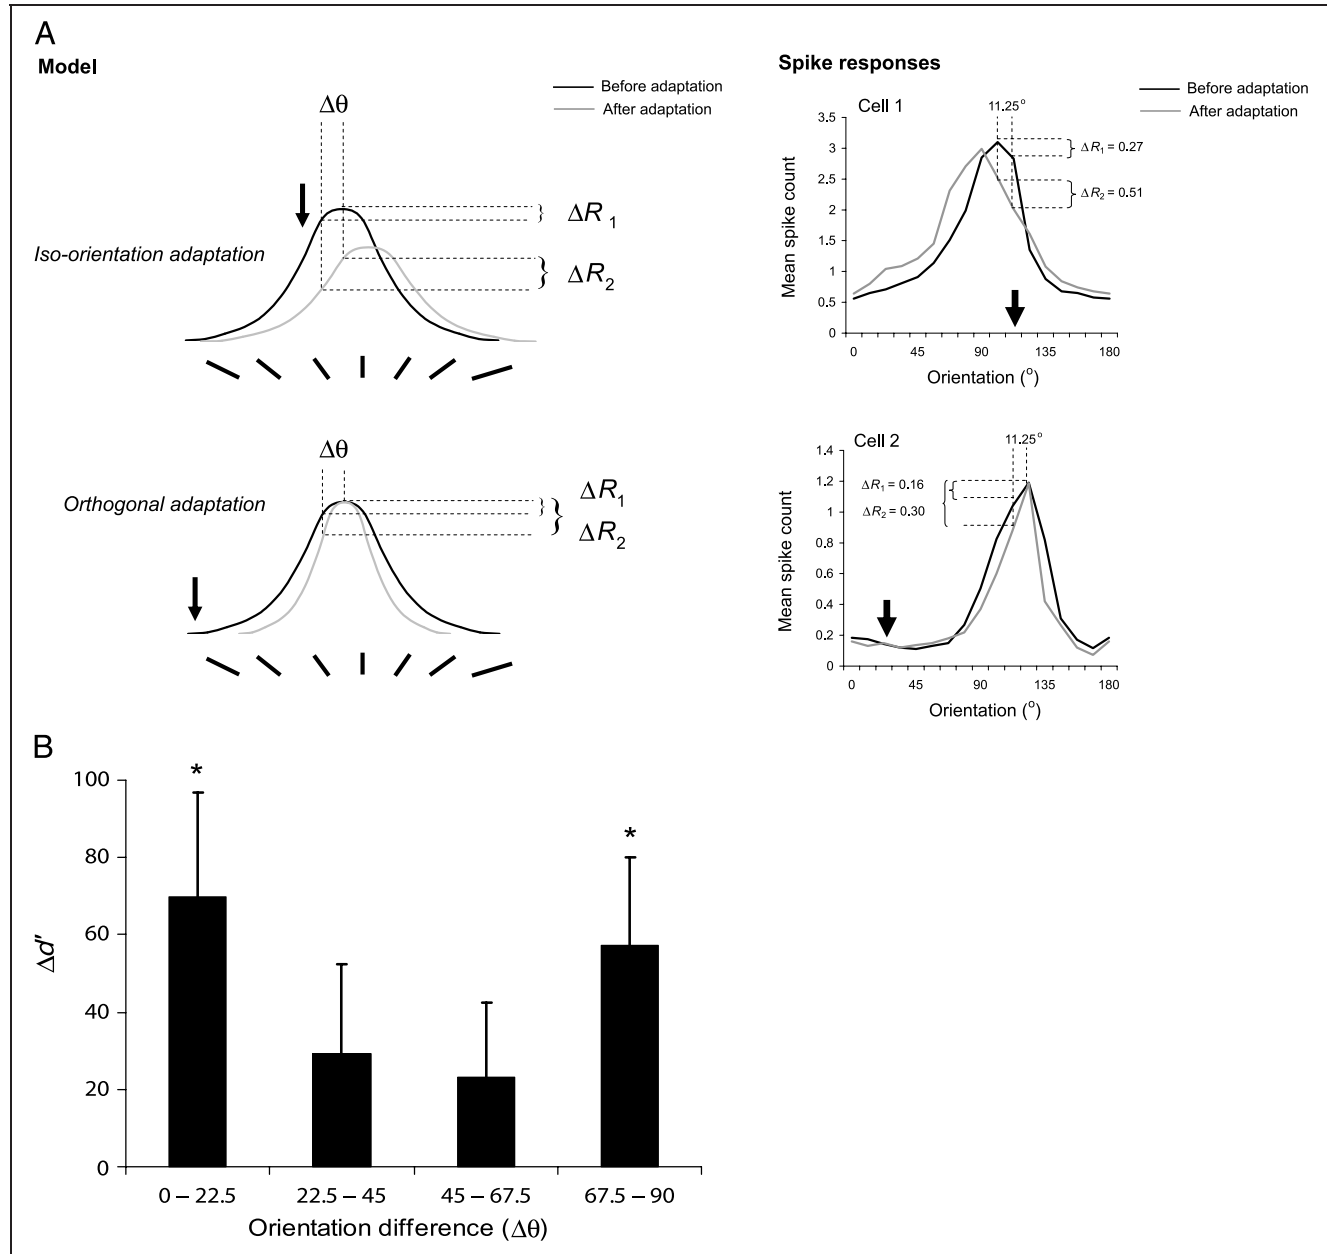 A
Model
Before adaptation
After adaptation
Δθ
Iso-orientation adaptation
ΔR1
ΔR2
Δθ
Orthogonal adaptation
ΔR1
ΔR2
Spike responses
Before adaptation
After adaptation
Cell 1
11.25°
3.5
3
2.5
2
1.5
1
0.5
0
ΔR1 = 0.27
ΔR2 = 0.51
Mean spike count
0 45 90 135 180
Orientation (°)
Cell 2
11.25°
1.4
1.2
1
0.8
0.6
0.4
0.2
0
ΔR1 = 0.16
ΔR2 = 0.30
Mean spike count
0 45 90 135 180
Orientation (°)
B
100
80
60
40
20
0
Δd′
* *
0 – 22.5 22.5 – 45 45 – 67.5 67.5 – 90
Orientation difference (Δθ)